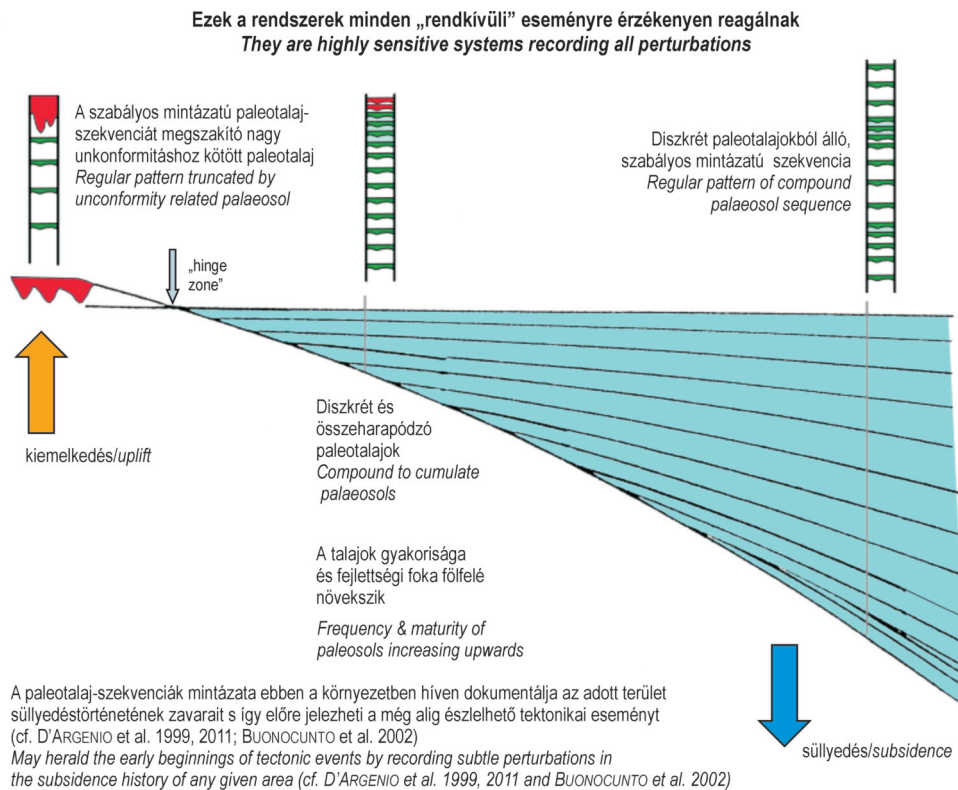 Ezek a rendszerek minden „rendkívüli” eseményre érzékenyen reagálnak
They are highly sensitive systems recording all perturbations
A szabályos mintázatú paleotalaj-
szekvenciát megszakító nagy
unkonformitáshoz kötött paleotalaj
Regular pattern truncated by
unconformity related palaeosol
Diszkrét paleotalajokból álló,
szabályos mintázatú szekvencia
Regular pattern of compound
palaeosol sequence
„hinge
zone”
kiemelkedés/uplift
Diszkrét és
összeharapódzó
paleotalajok
Compound to cumulate
palaeosols
A talajok gyakorisága
és fejlettségi foka fölfelé
növekszik
Frequency & maturity of
paleosols increasing upwards
A paleotalaj-szekvenciák mintázata ebben a környezetben híven dokumentálja az adott terület
süllyedéstörténetének zavarait s így előre jelezheti a még alig észlelhető tektonikai eseményt
(cf. D'ARGENIO et al. 1999, 2011; BUONOCUNTO et al. 2002)
May herald the early beginnings of tectonic events by recording subtle perturbations in
the subsidence history of any given area (cf. D'ARGENIO et al. 1999, 2011 and BUONOCUNTO et al. 2002)
süllyedés/subsidence